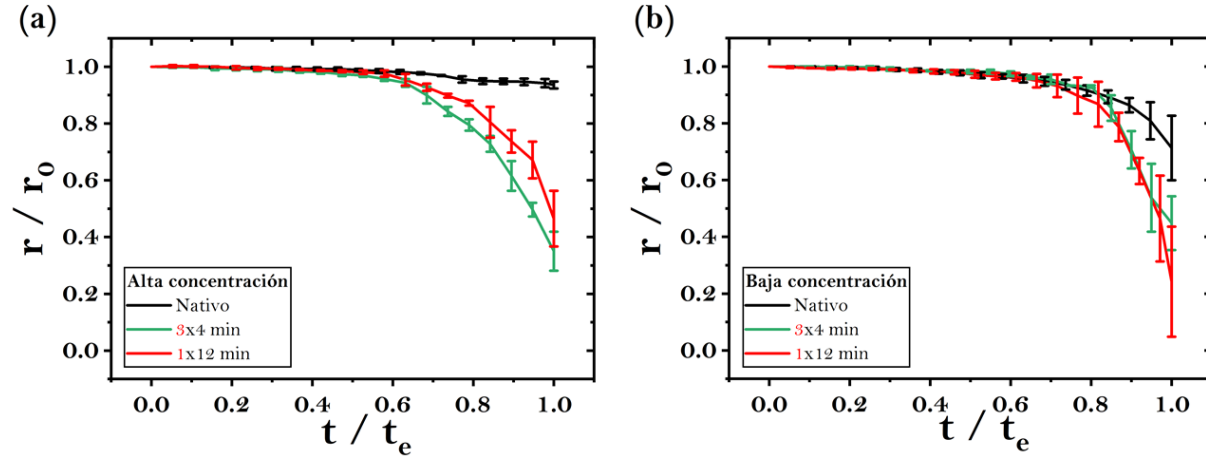 (a)
r / r0
1.0
0.8
0.6
0.4
0.2
0.0
Alta concentración
Nativo
3x4 min
1x12 min
0.0 0.2 0.4 0.6 0.8 1.0
t / te
(b)
r / r0
1.0
0.8
0.6
0.4
0.2
0.0
Baja concentración
Nativo
3x4 min
1x12 min
0.0 0.2 0.4 0.6 0.8 1.0
t / te